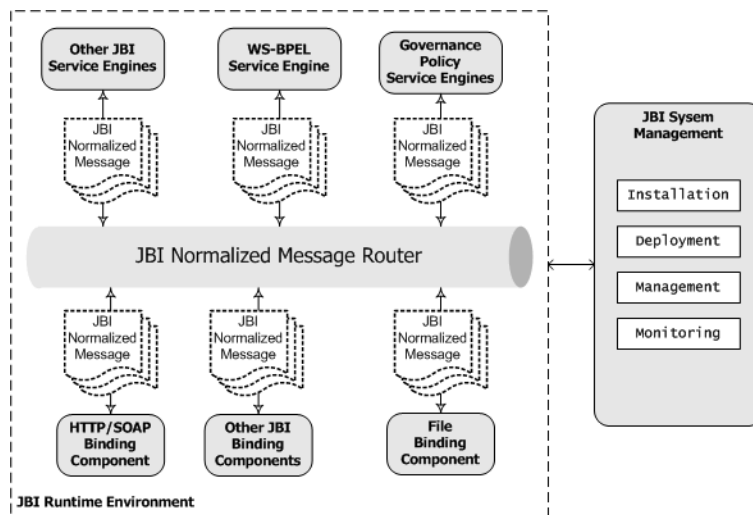 Other JBI
Service Engines
WS-BPEL
Service Engine
Governance
Policy
Service Engines
JBI
Normalized
Message
JBI
Normalized
Message
JBI
Normalized
Message
JBI Normalized Message Router
JBI
Normalized
Message
JBI
Normalized
Message
JBI
Normalized
Message
HTTP/SOAP
Binding
Component
Other JBI
Binding
Components
File
Binding
Component
JBI Runtime Environment
JBI Sysem
Management
Installation
Deployment
Management
Monitoring